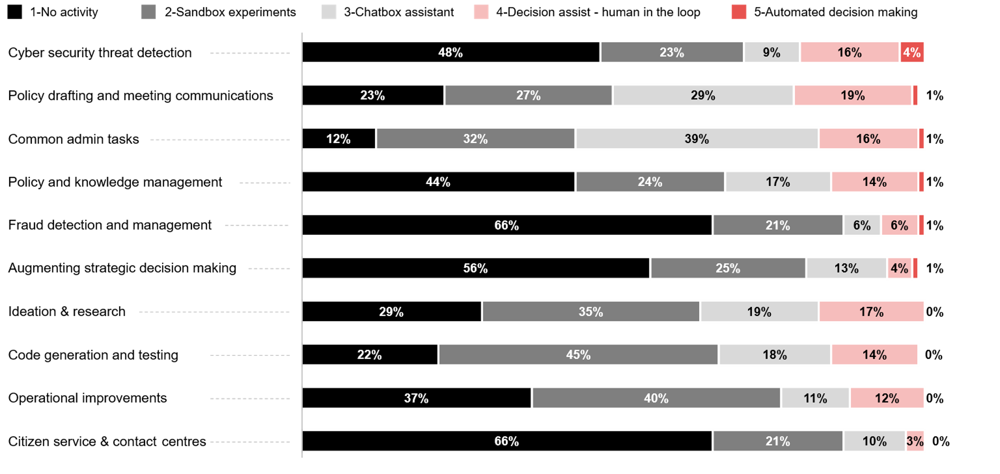 1-No activity 2-Sandbox experiments 3-Chatbox assistant 4-Decision assist - human in the loop 5-Automated decision making
Cyber security threat detection 48% 23% 9% 16% 4%
Policy drafting and meeting communications 23% 27% 29% 19% 1%
Common admin tasks 12% 32% 39% 16% 1%
Policy and knowledge management 44% 24% 17% 14% 1%
Fraud detection and management 66% 21% 6% 6% 1%
Augmenting strategic decision making 56% 25% 13% 4% 1%
Ideation & research 29% 35% 19% 17% 0%
Code generation and testing 22% 45% 18% 14% 0%
Operational improvements 37% 40% 11% 12% 0%
Citizen service & contact centres 66% 21% 10% 3% 0%